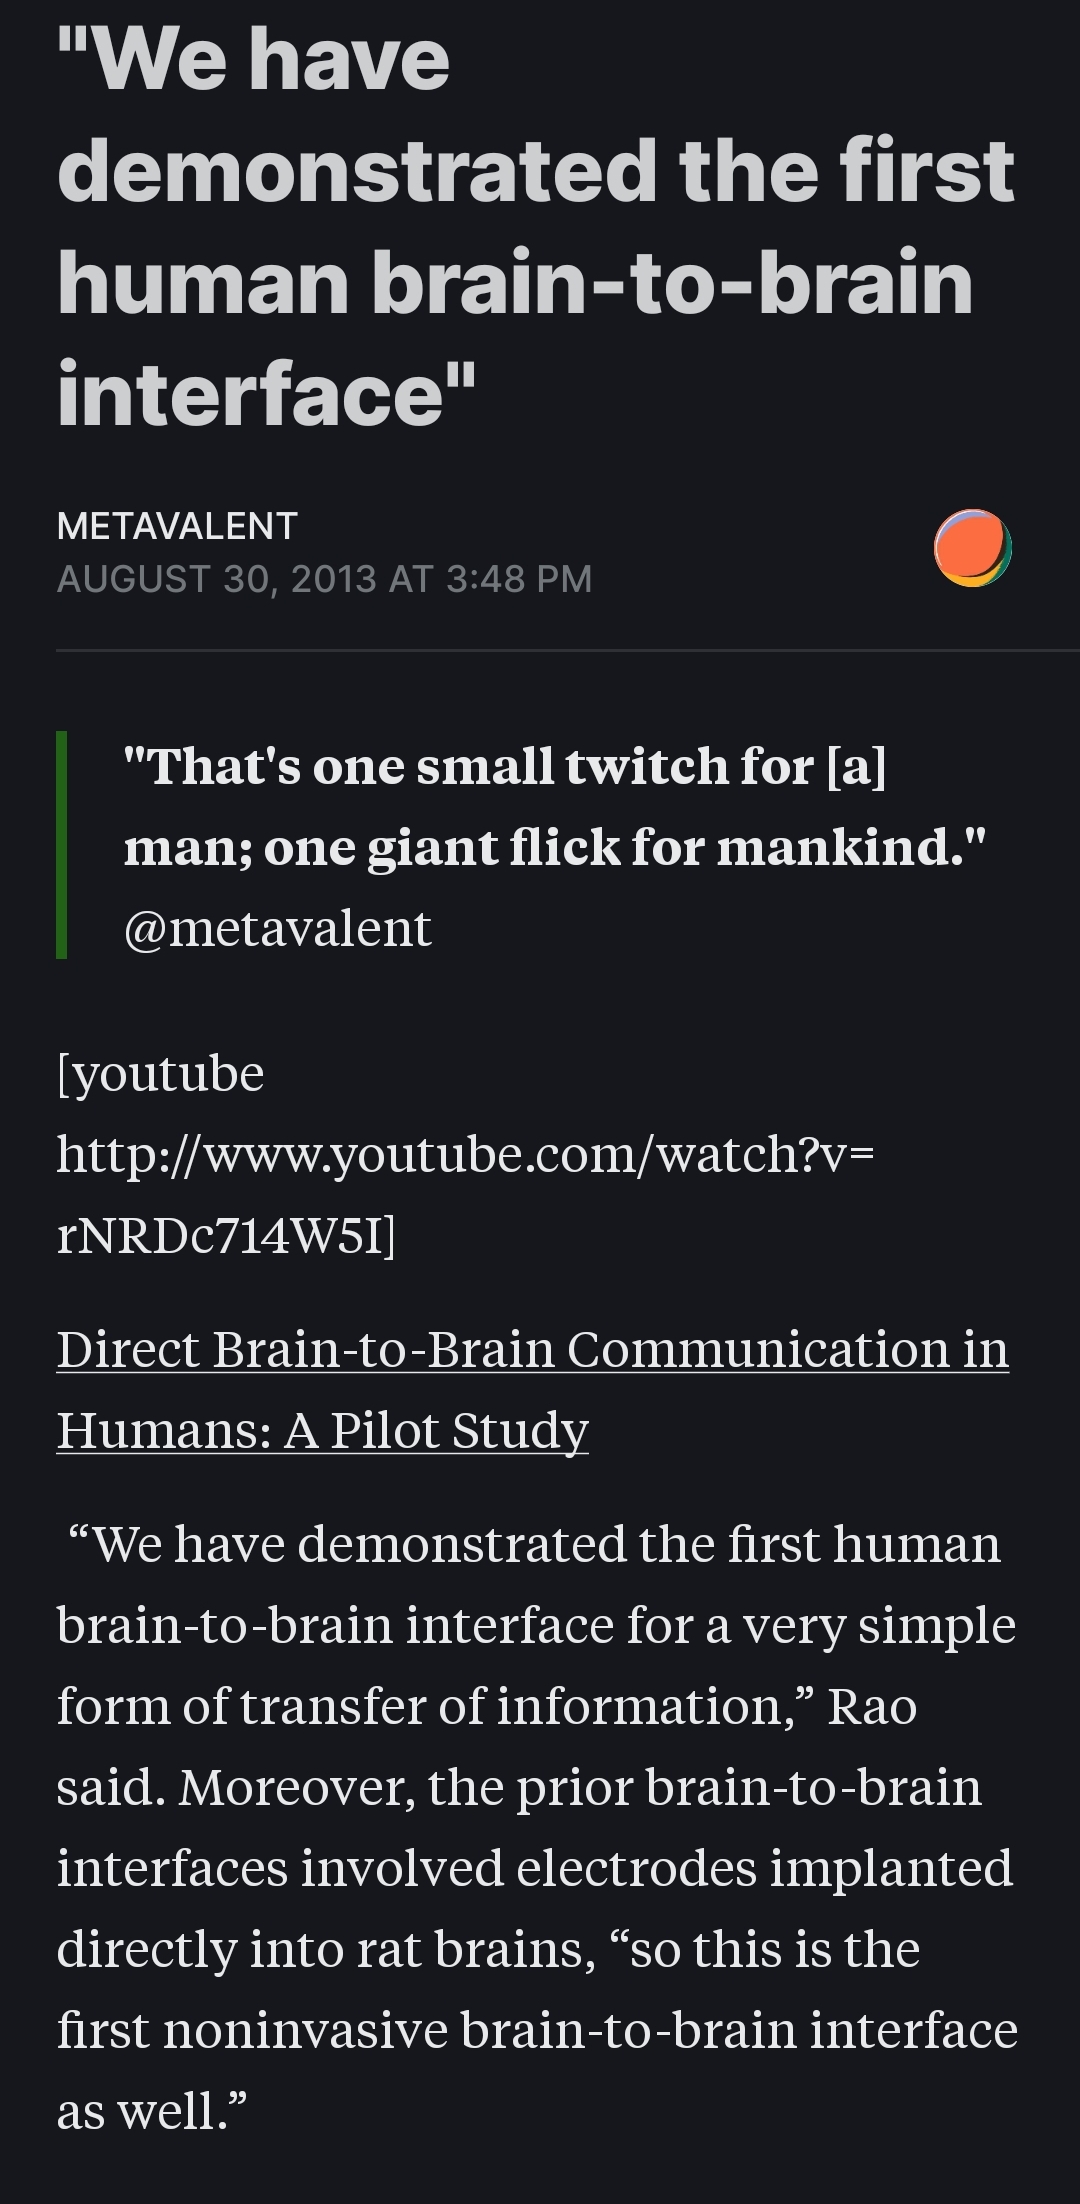 "We have
demonstrated the first
human brain-to-brain
interface"
METAVALENT
AUGUST 30, 2013 AT 3:48 PM
"That's one small twitch for [a]
man; one giant flick for mankind."
@metavalent
[youtube
http://www.youtube.com/watch?v=
rNRDc714W5I]
Direct Brain-to-Brain Communication in
Humans: A Pilot Study
“We have demonstrated the first human
brain-to-brain interface for a very simple
form of transfer of information,” Rao
said. Moreover, the prior brain-to-brain
interfaces involved electrodes implanted
directly into rat brains, “so this is the
first noninvasive brain-to-brain interface
as well.”